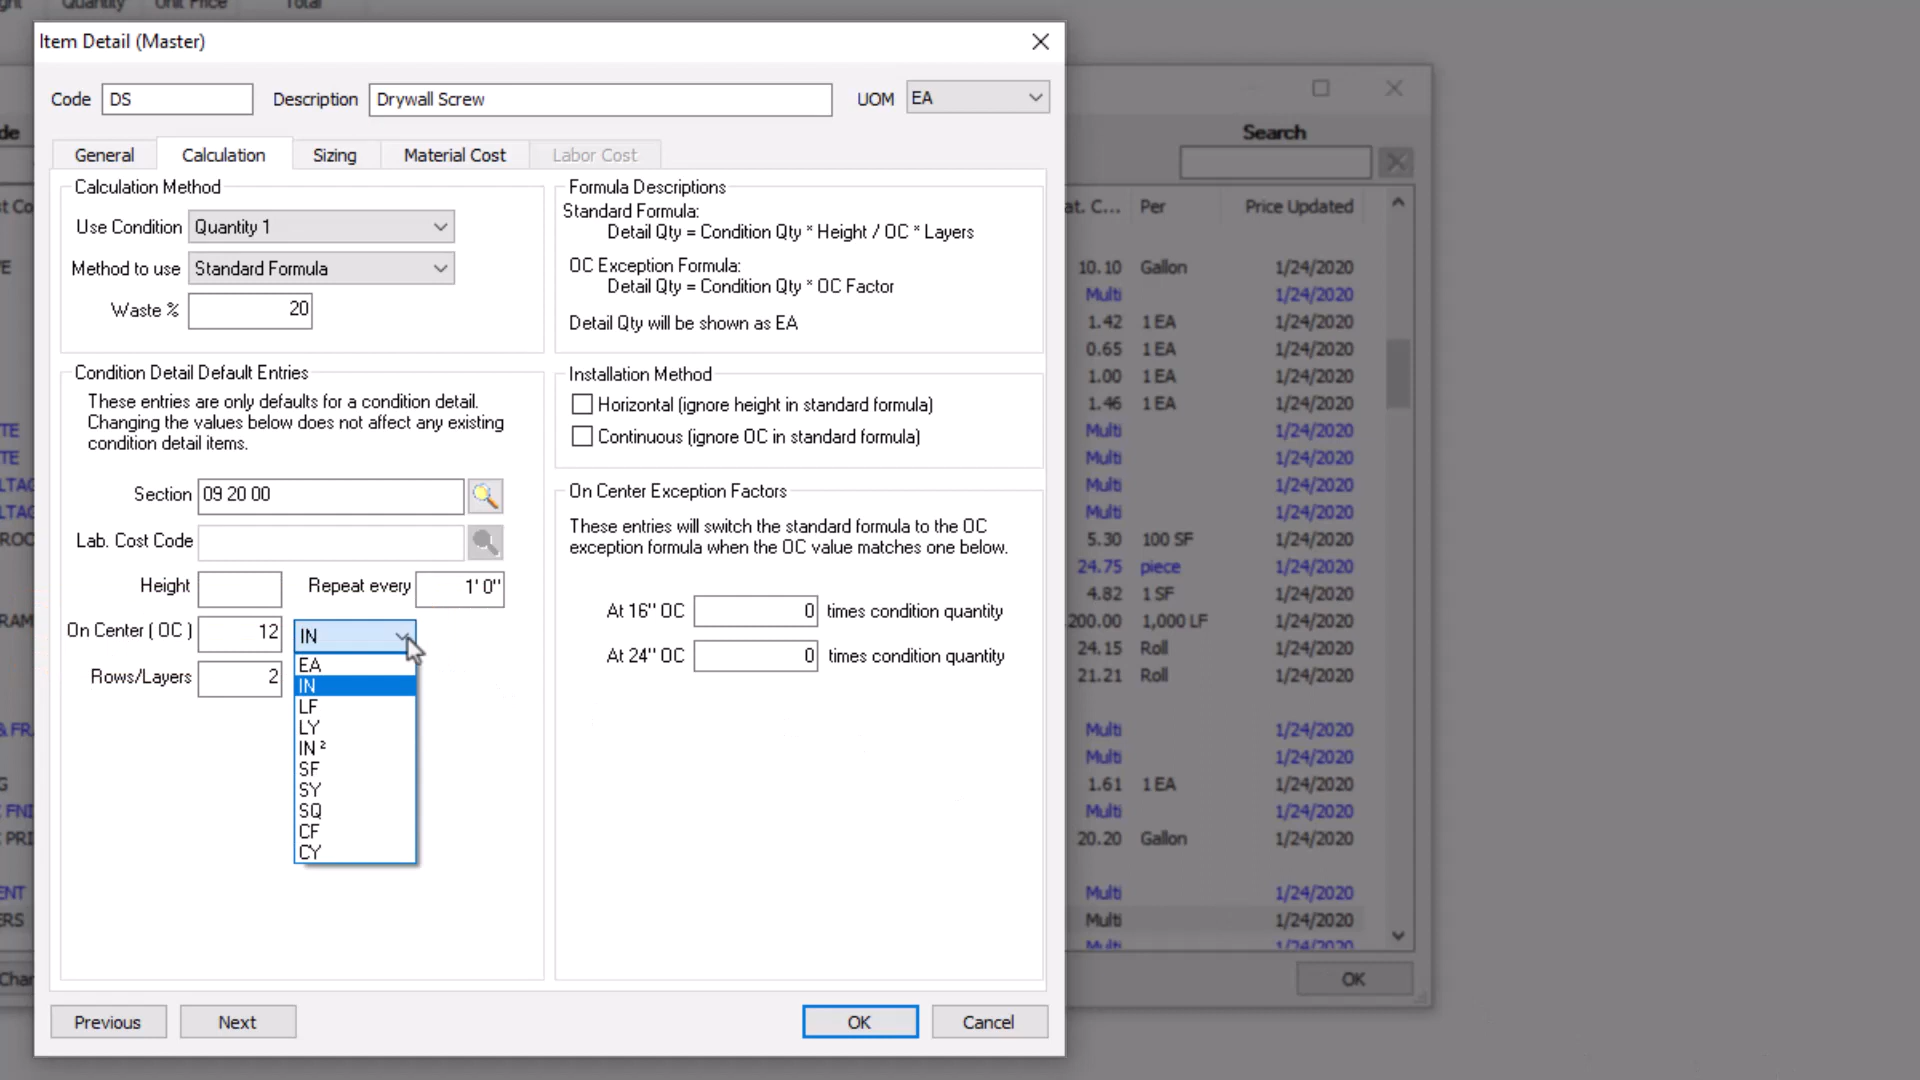 Quantity Unit Price Total
Item Detail (Master)
Code DS Description Drywall Screw UOM EA
General Calculation Sizing Material Cost Labor Cost
Calculation Method
Use Condition Quantity 1
Method to use Standard Formula
Waste % 20
Formula Descriptions
Standard Formula:
Detail Qty = Condition Qty * Height / OC * Layers
OC Exception Formula:
Detail Qty = Condition Qty * OC Factor
Detail Qty will be shown as EA
Condition Detail Default Entries
These entries are only defaults for a condition detail.
Changing the values below does not affect any existing
condition detail items.
Section 09 20 00
Lab. Cost Code
Height Repeat every 1' 0"
On Center ( OC ) 12 IN
Rows/Layers 2
EA
IN
LF
LY
IN ²
SF
SY
SQ
CF
CY
Installation Method
Horizontal (ignore height in standard formula)
Continuous (ignore OC in standard formula)
On Center Exception Factors
These entries will switch the standard formula to the OC
exception formula when the OC value matches one below.
At 16" OC 0 times condition quantity
At 24" OC 0 times condition quantity
Previous Next OK Cancel
Search
at. C... Per Price Updated
10.10 Gallon 1/24/2020
Multi 1/24/2020
1.42 1 EA 1/24/2020
0.65 1 EA 1/24/2020
1.00 1 EA 1/24/2020
1.46 1 EA 1/24/2020
Multi 1/24/2020
Multi 1/24/2020
Multi 1/24/2020
Multi 1/24/2020
5.30 100 SF 1/24/2020
24.75 piece 1/24/2020
4.82 1 SF 1/24/2020
200.00 1,000 LF 1/24/2020
24.15 Roll 1/24/2020
21.21 Roll 1/24/2020
Multi 1/24/2020
Multi 1/24/2020
1.61 1 EA 1/24/2020
Multi 1/24/2020
20.20 Gallon 1/24/2020
Multi 1/24/2020
Multi 1/24/2020
Multi 1/24/2020
OK